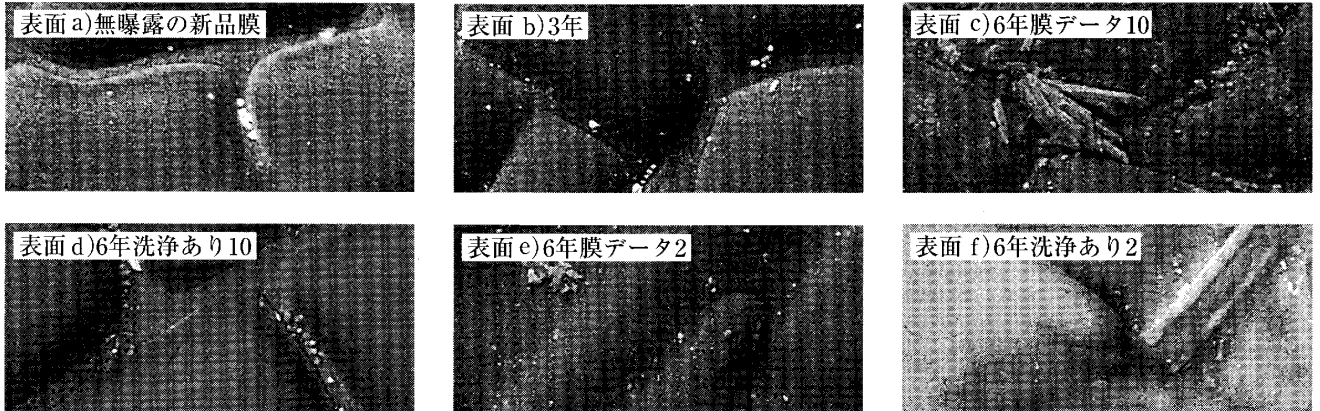 表面 a)無曝露の新品膜
表面 b)3年
表面 c)6年膜データ10
表面 d)6年洗浄あり10
表面 e)6年膜データ2
表面 f)6年洗浄あり2